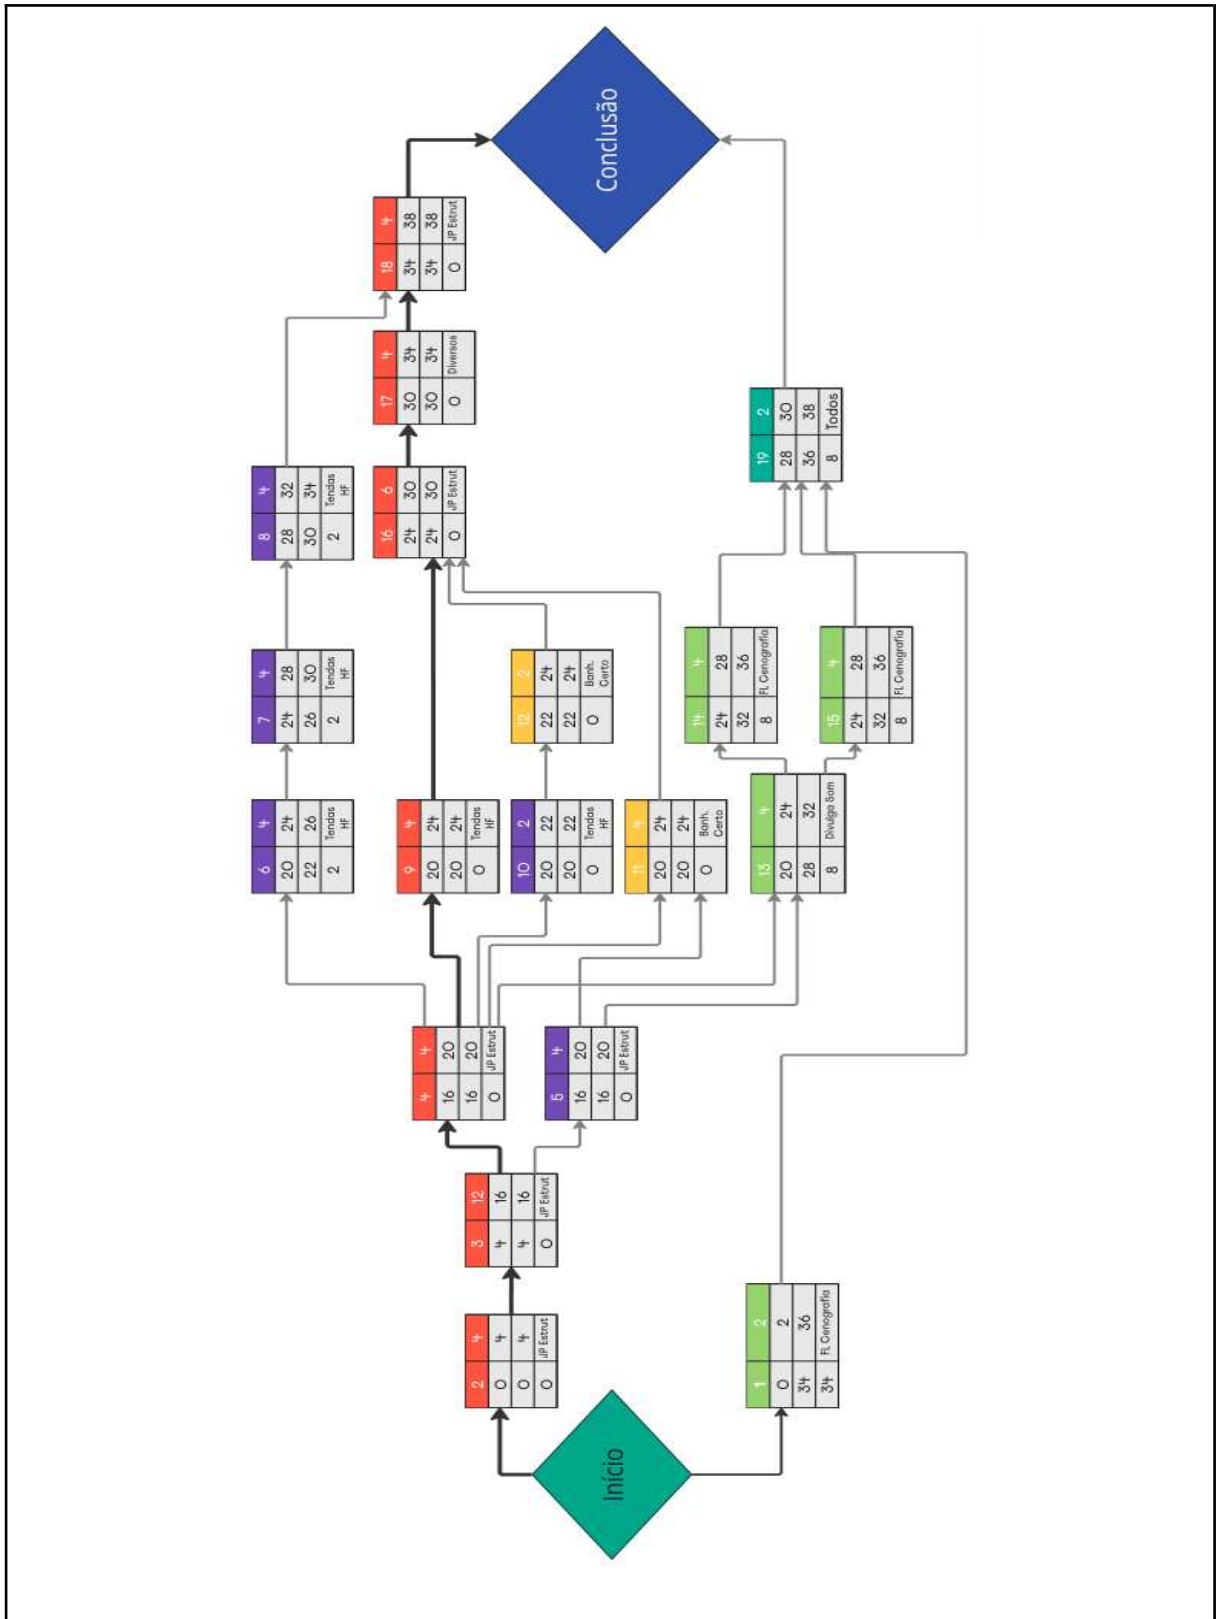 Início
2 4
0 4
0 4
0 JP Estrut
1 2
0 2
34 36
34 FL Cenografia
3 12
4 16
4 16
0 JP Estrut
4 4
16 20
16 20
0 JP Estrut
5 4
16 20
16 20
0 JP Estrut
6 4
20 24
22 26
2 Tendas
HF
9 4
20 24
20 24
0 Tendas
HF
10 2
20 22
20 22
0 Tendas
HF
11 4
20 24
20 24
0 Banh.
Certo
13 4
20 24
28 32
8 Divulga Som
7 4
24 28
26 30
2 Tendas
HF
12 2
22 24
22 24
0 Banh.
Certo
14 4
24 28
32 36
8 FL Cenografia
15 4
24 28
32 36
8 FL Cenografia
8 4
28 32
30 34
2 Tendas
HF
16 6
24 30
24 30
0 JP Estrut
17 4
30 34
30 34
0 Diversos
19 2
28 30
36 38
8 Todos
18 4
34 38
34 38
0 JP Estrut
Conclusão